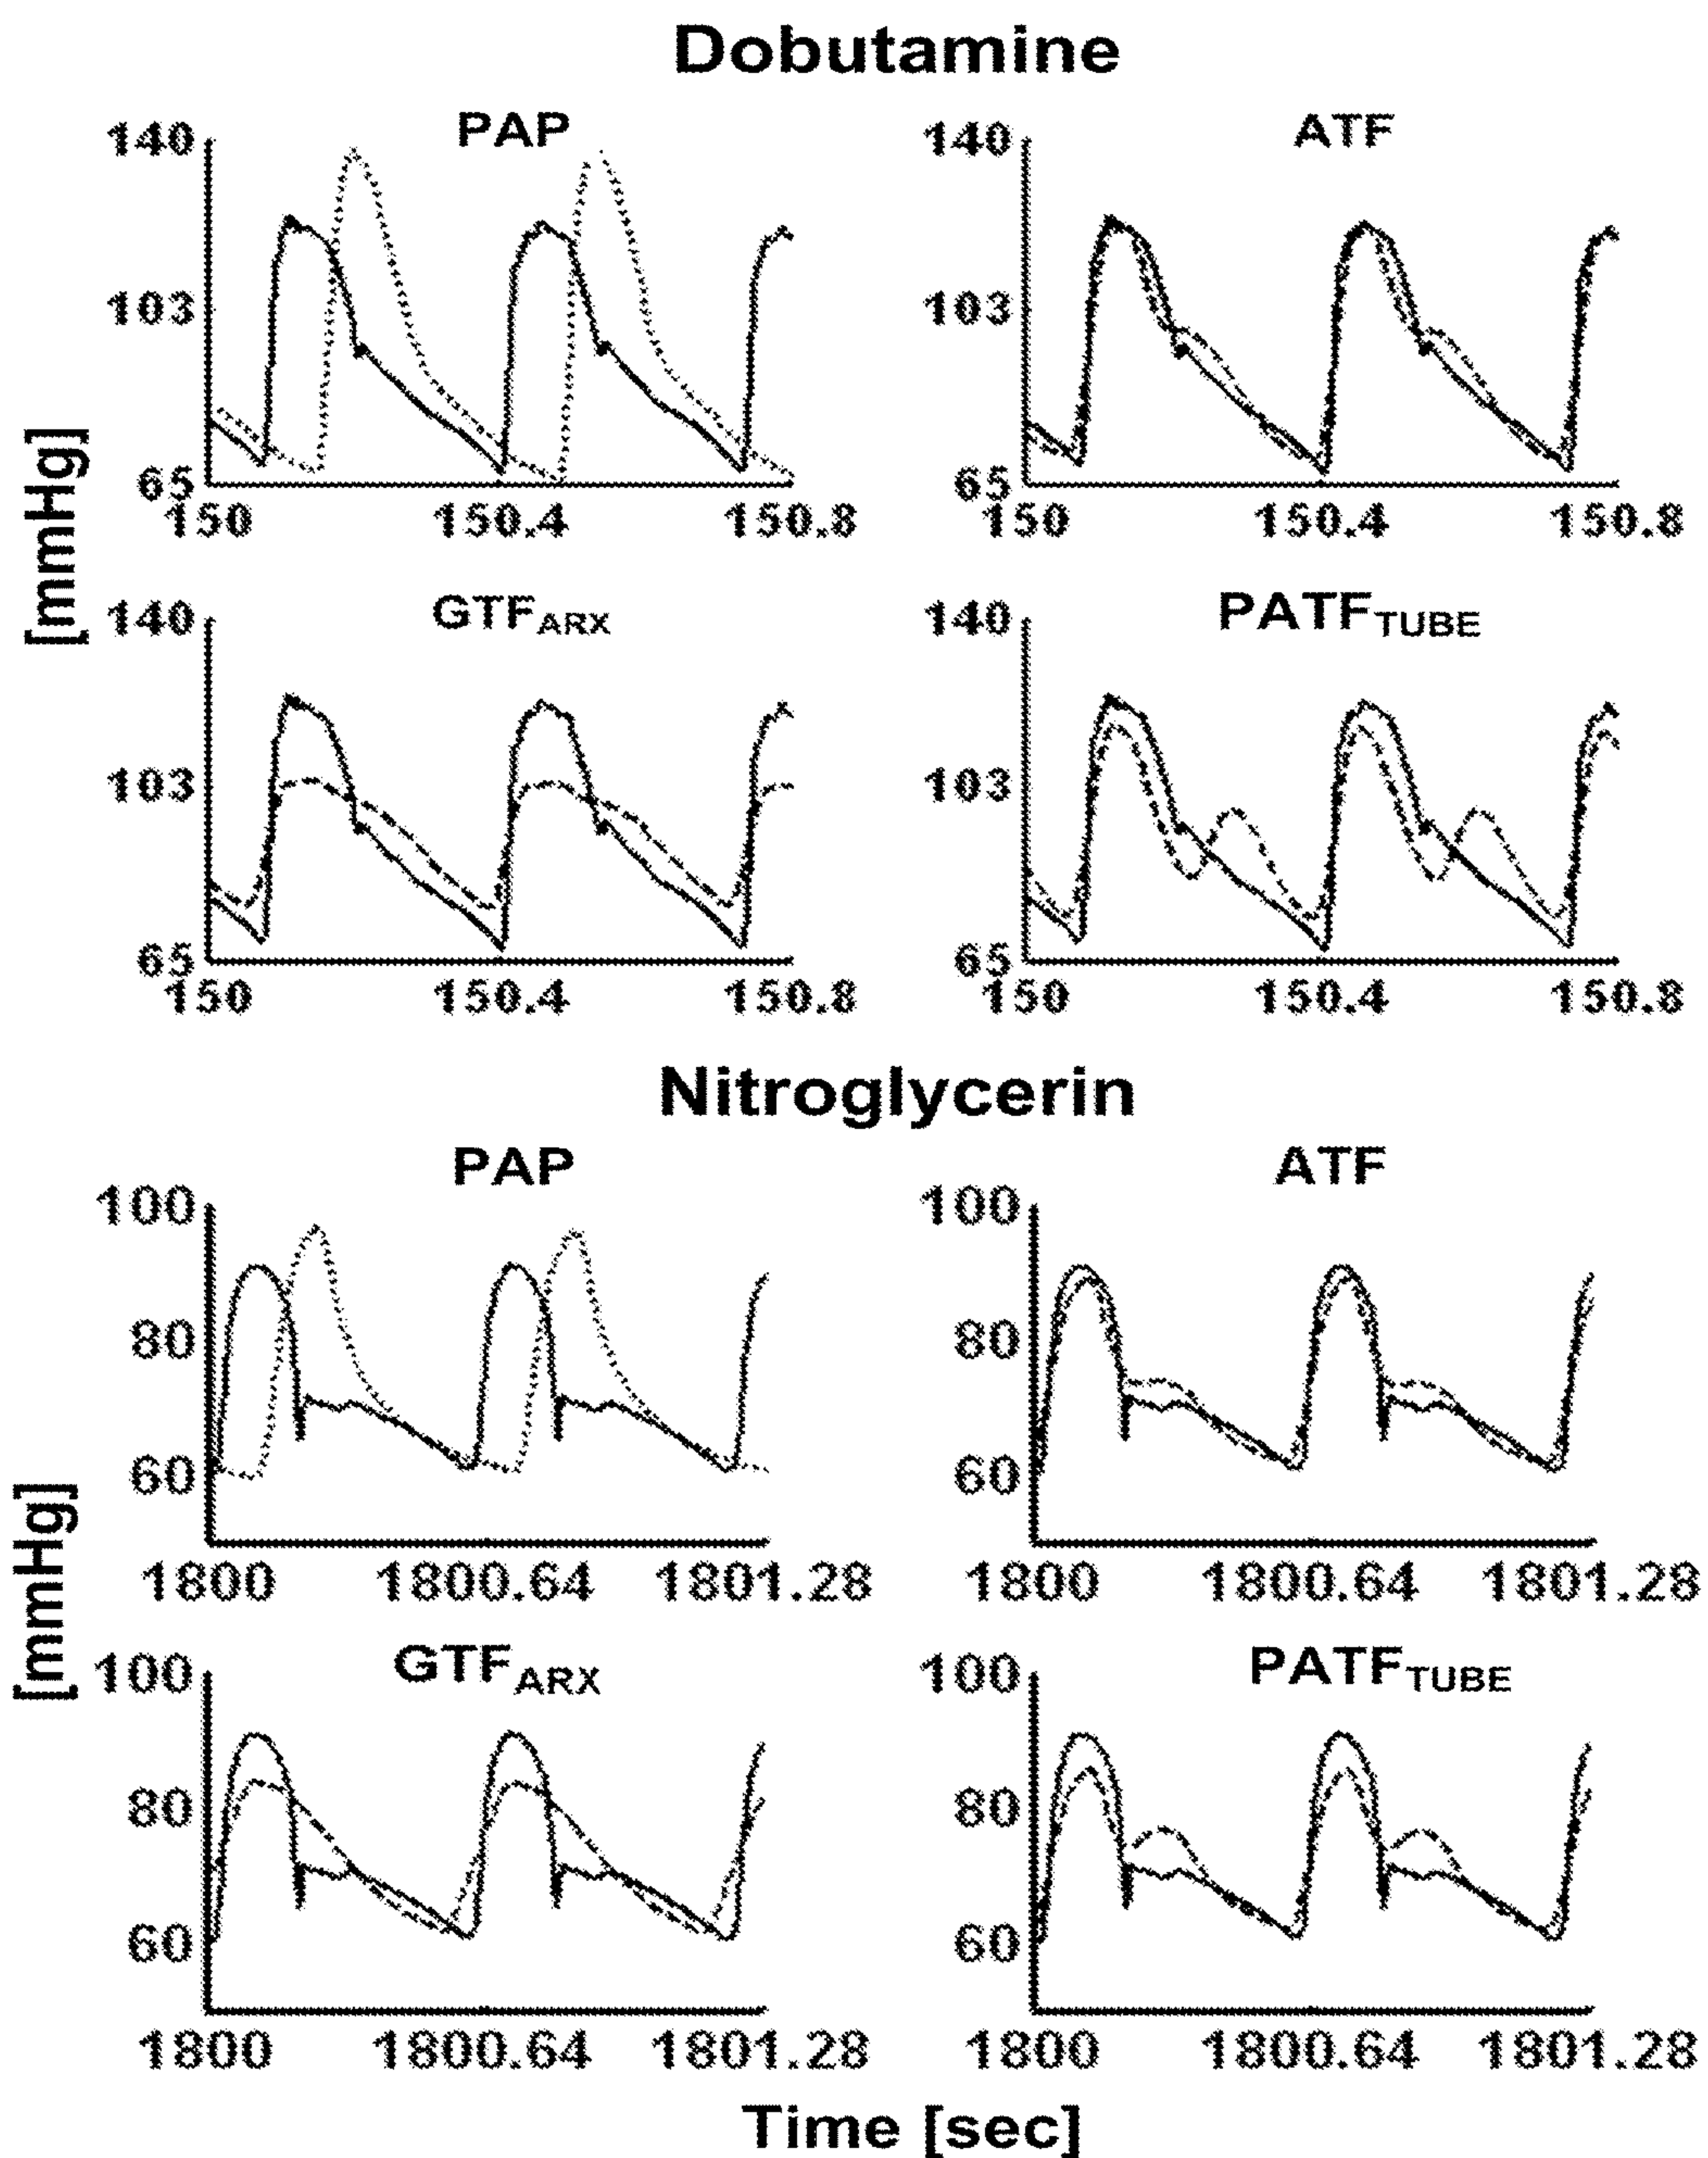 Dobutamine
PAP
ATF
140
103
65
150 150.4 150.8
140
103
65
150 150.4 150.8
[mmHg]
GTFARX
PATFTUBE
140
103
65
150 150.4 150.8
140
103
65
150 150.4 150.8
Nitroglycerin
PAP
ATF
100
80
60
1800 1800.64 1801.28
100
80
60
1800 1800.64 1801.28
[mmHg]
GTFARX
PATFTUBE
100
80
60
1800 1800.64 1801.28
100
80
60
1800 1800.64 1801.28
Time [sec]